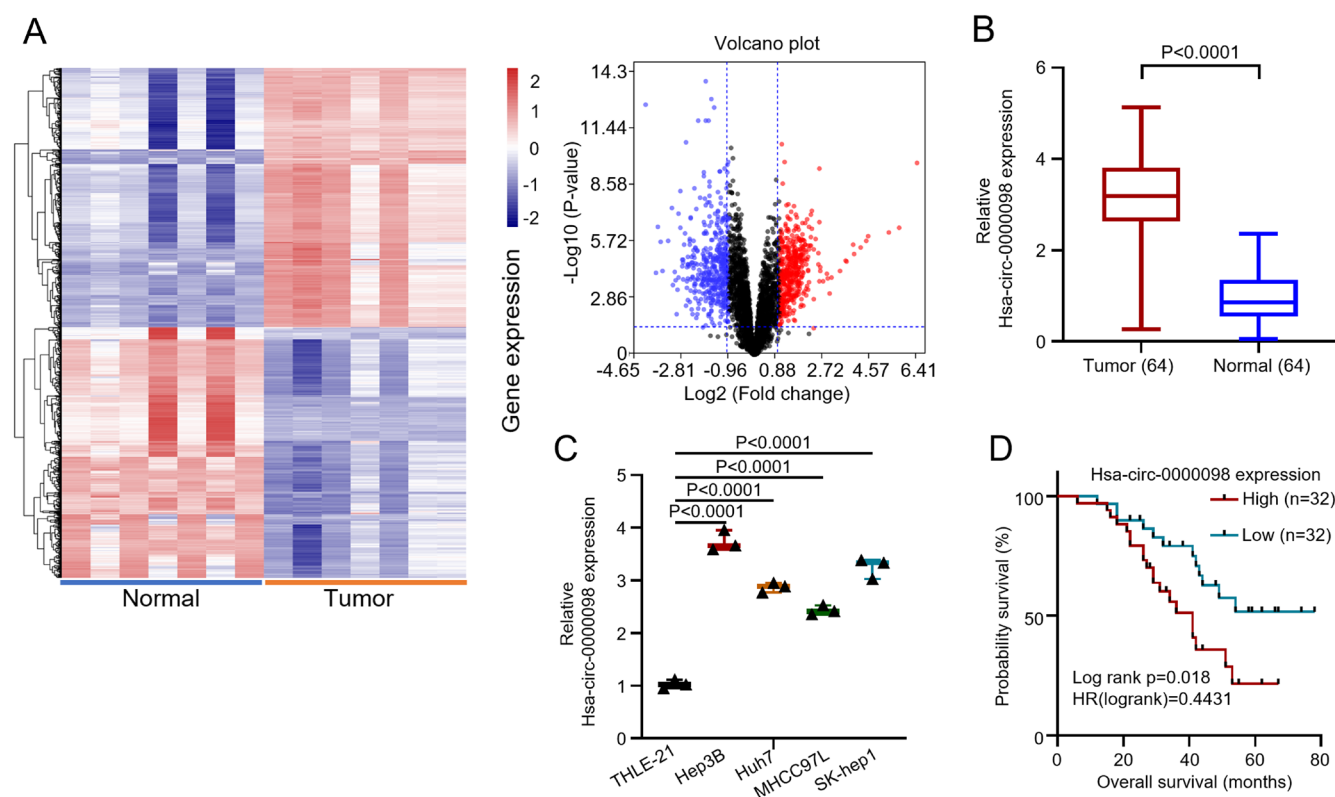 A
2
1
0
-1
-2
Gene expression
Normal
Tumor
Volcano plot
14.3
11.44
8.58
5.72
2.86
0
-Log10 (P-value)
-4.65 -2.81 -0.96 0.88 2.72 4.57 6.41
Log2 (Fold change)
B
P<0.0001
6
4
2
0
Relative
Hsa-circ-0000098 expression
Tumor (64)
Normal (64)
C
P<0.0001
P<0.0001
P<0.0001
P<0.0001
5
4
3
2
1
0
Relative
Hsa-circ-0000098 expression
THLE-21
Hep3B
Huh7
MHCC97L
SK-hep1
D
Hsa-circ-0000098 expression
High (n=32)
Low (n=32)
100
50
0
Probability survival (%)
Log rank p=0.018
HR(logrank)=0.4431
0 20 40 60 80
Overall survival (months)